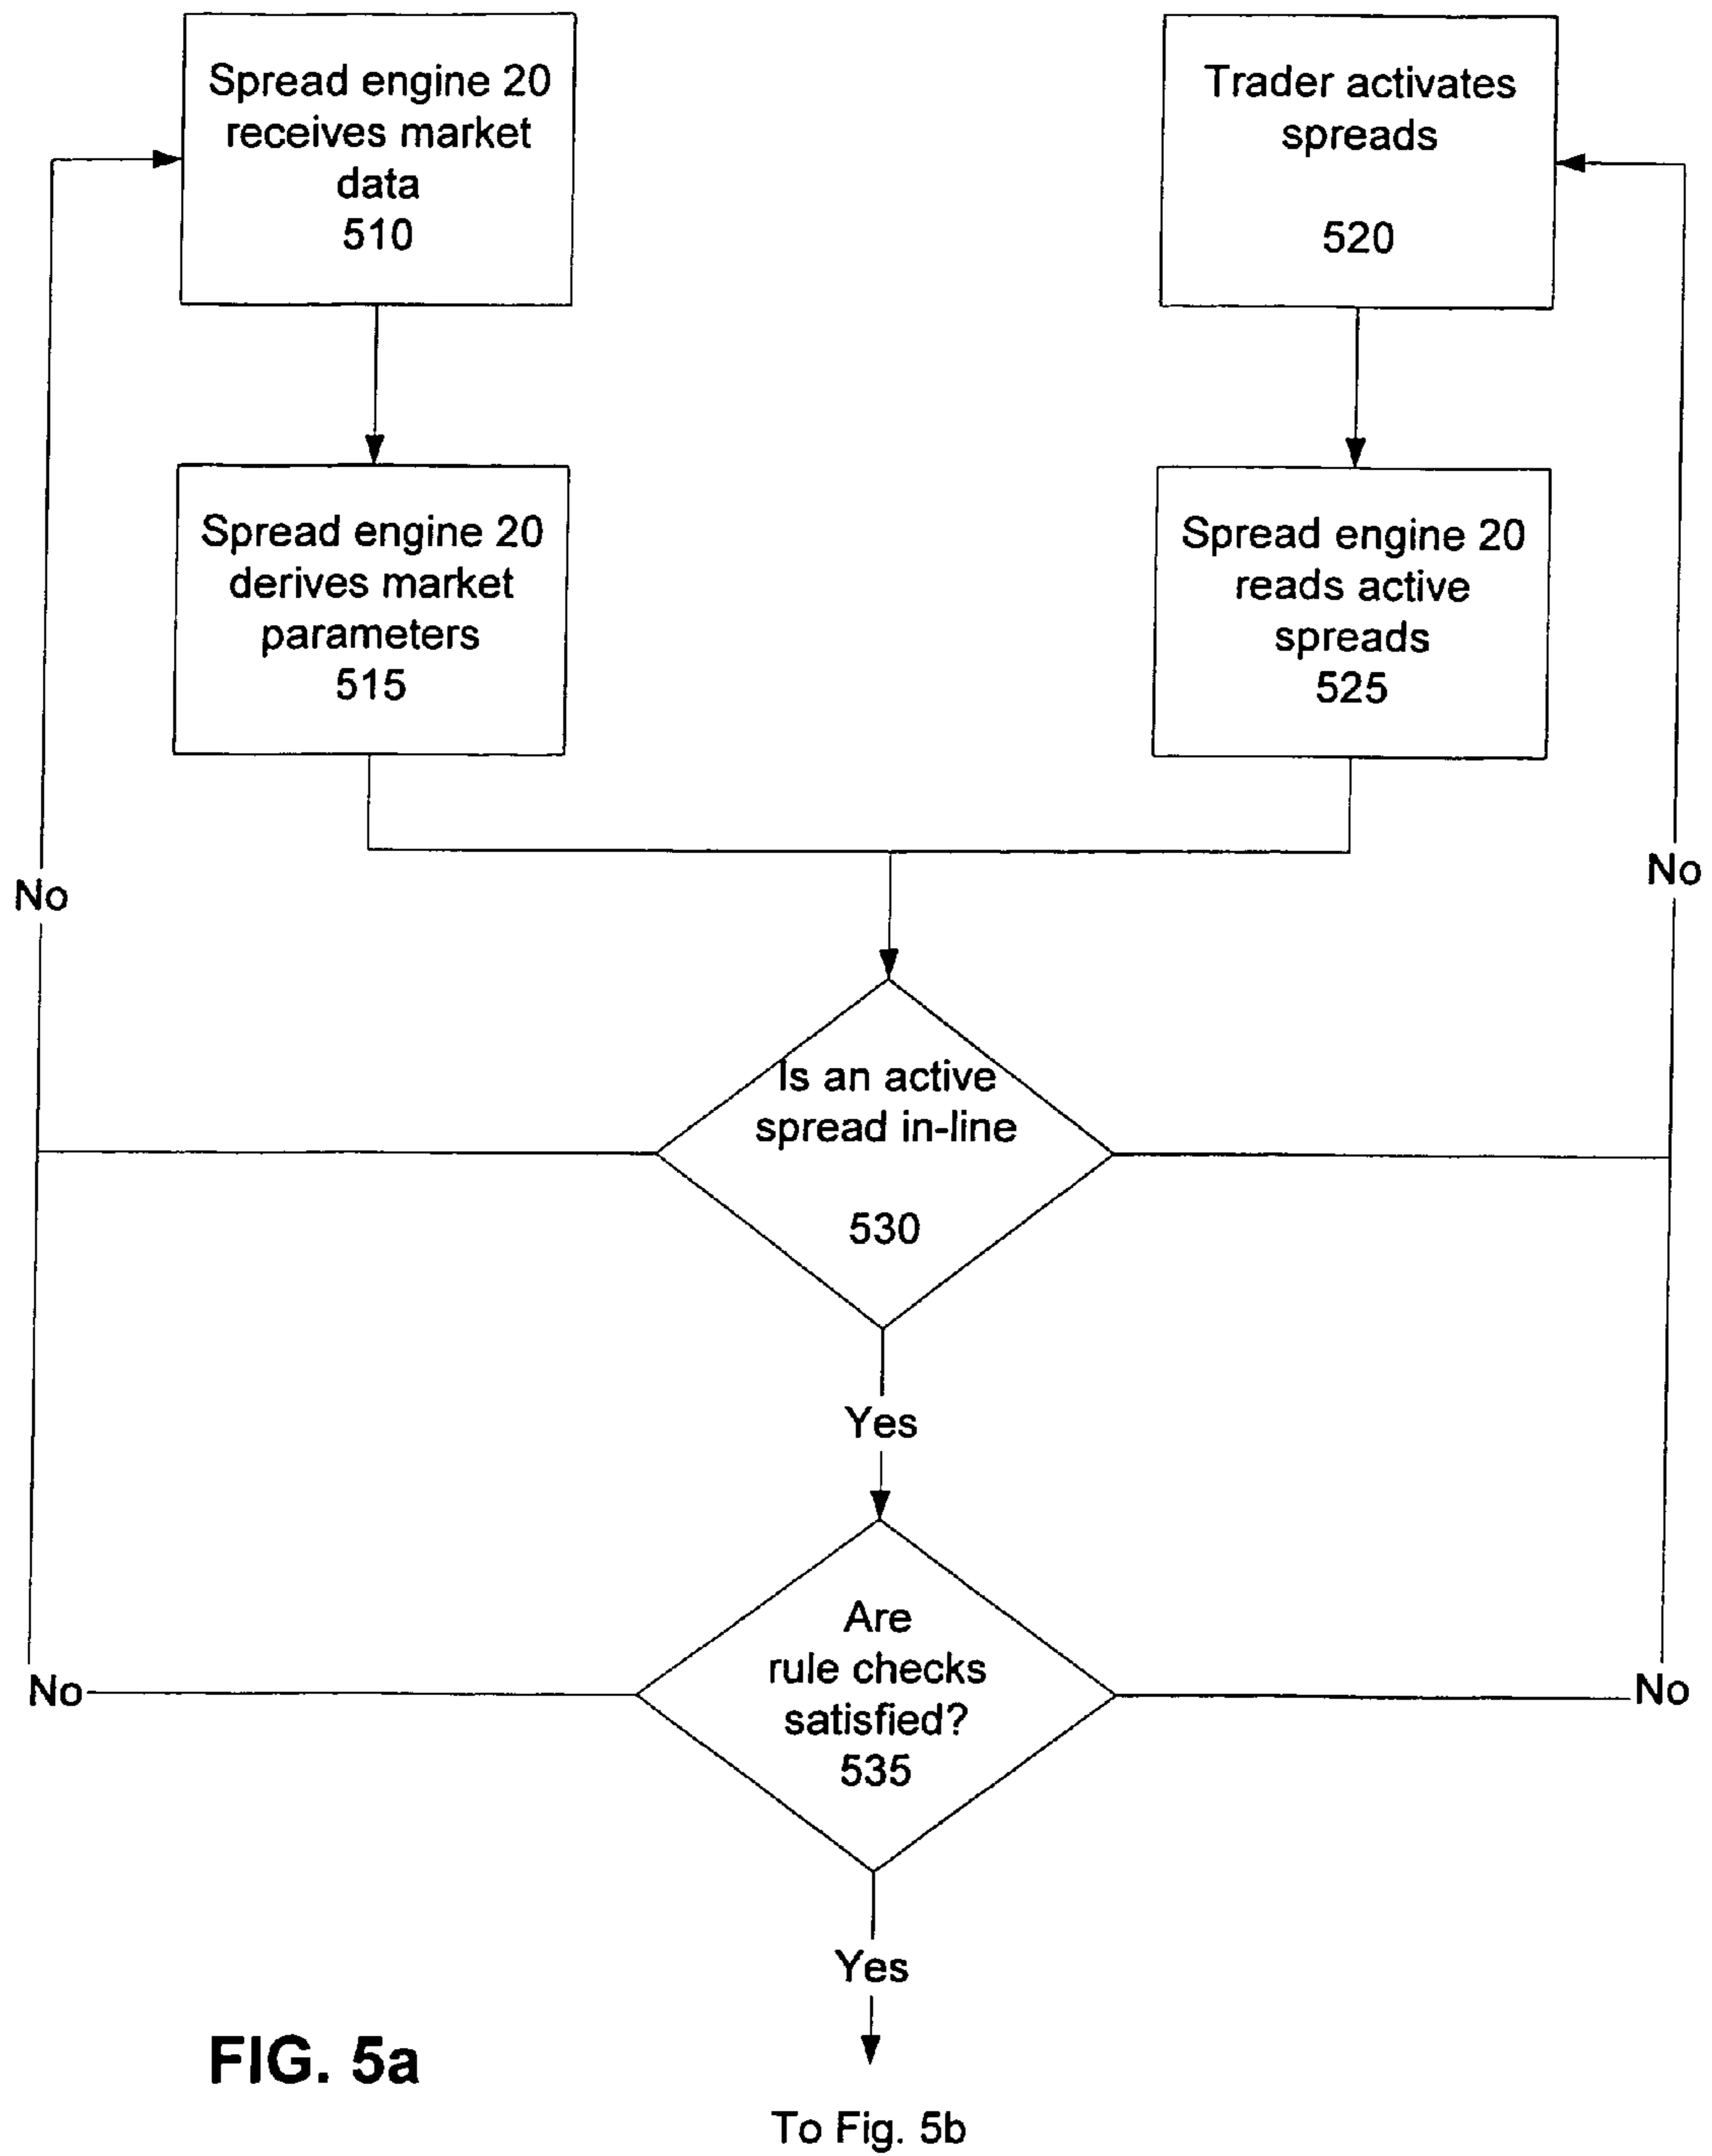 Spread engine 20
receives market
data
510
Trader activates
spreads
520
Spread engine 20
derives market
parameters
515
Spread engine 20
reads active
spreads
525
No
No
Is an active
spread in-line
530
Yes
Are
rule checks
satisfied?
535
No
No
Yes
FIG. 5a
To Fig. 5b